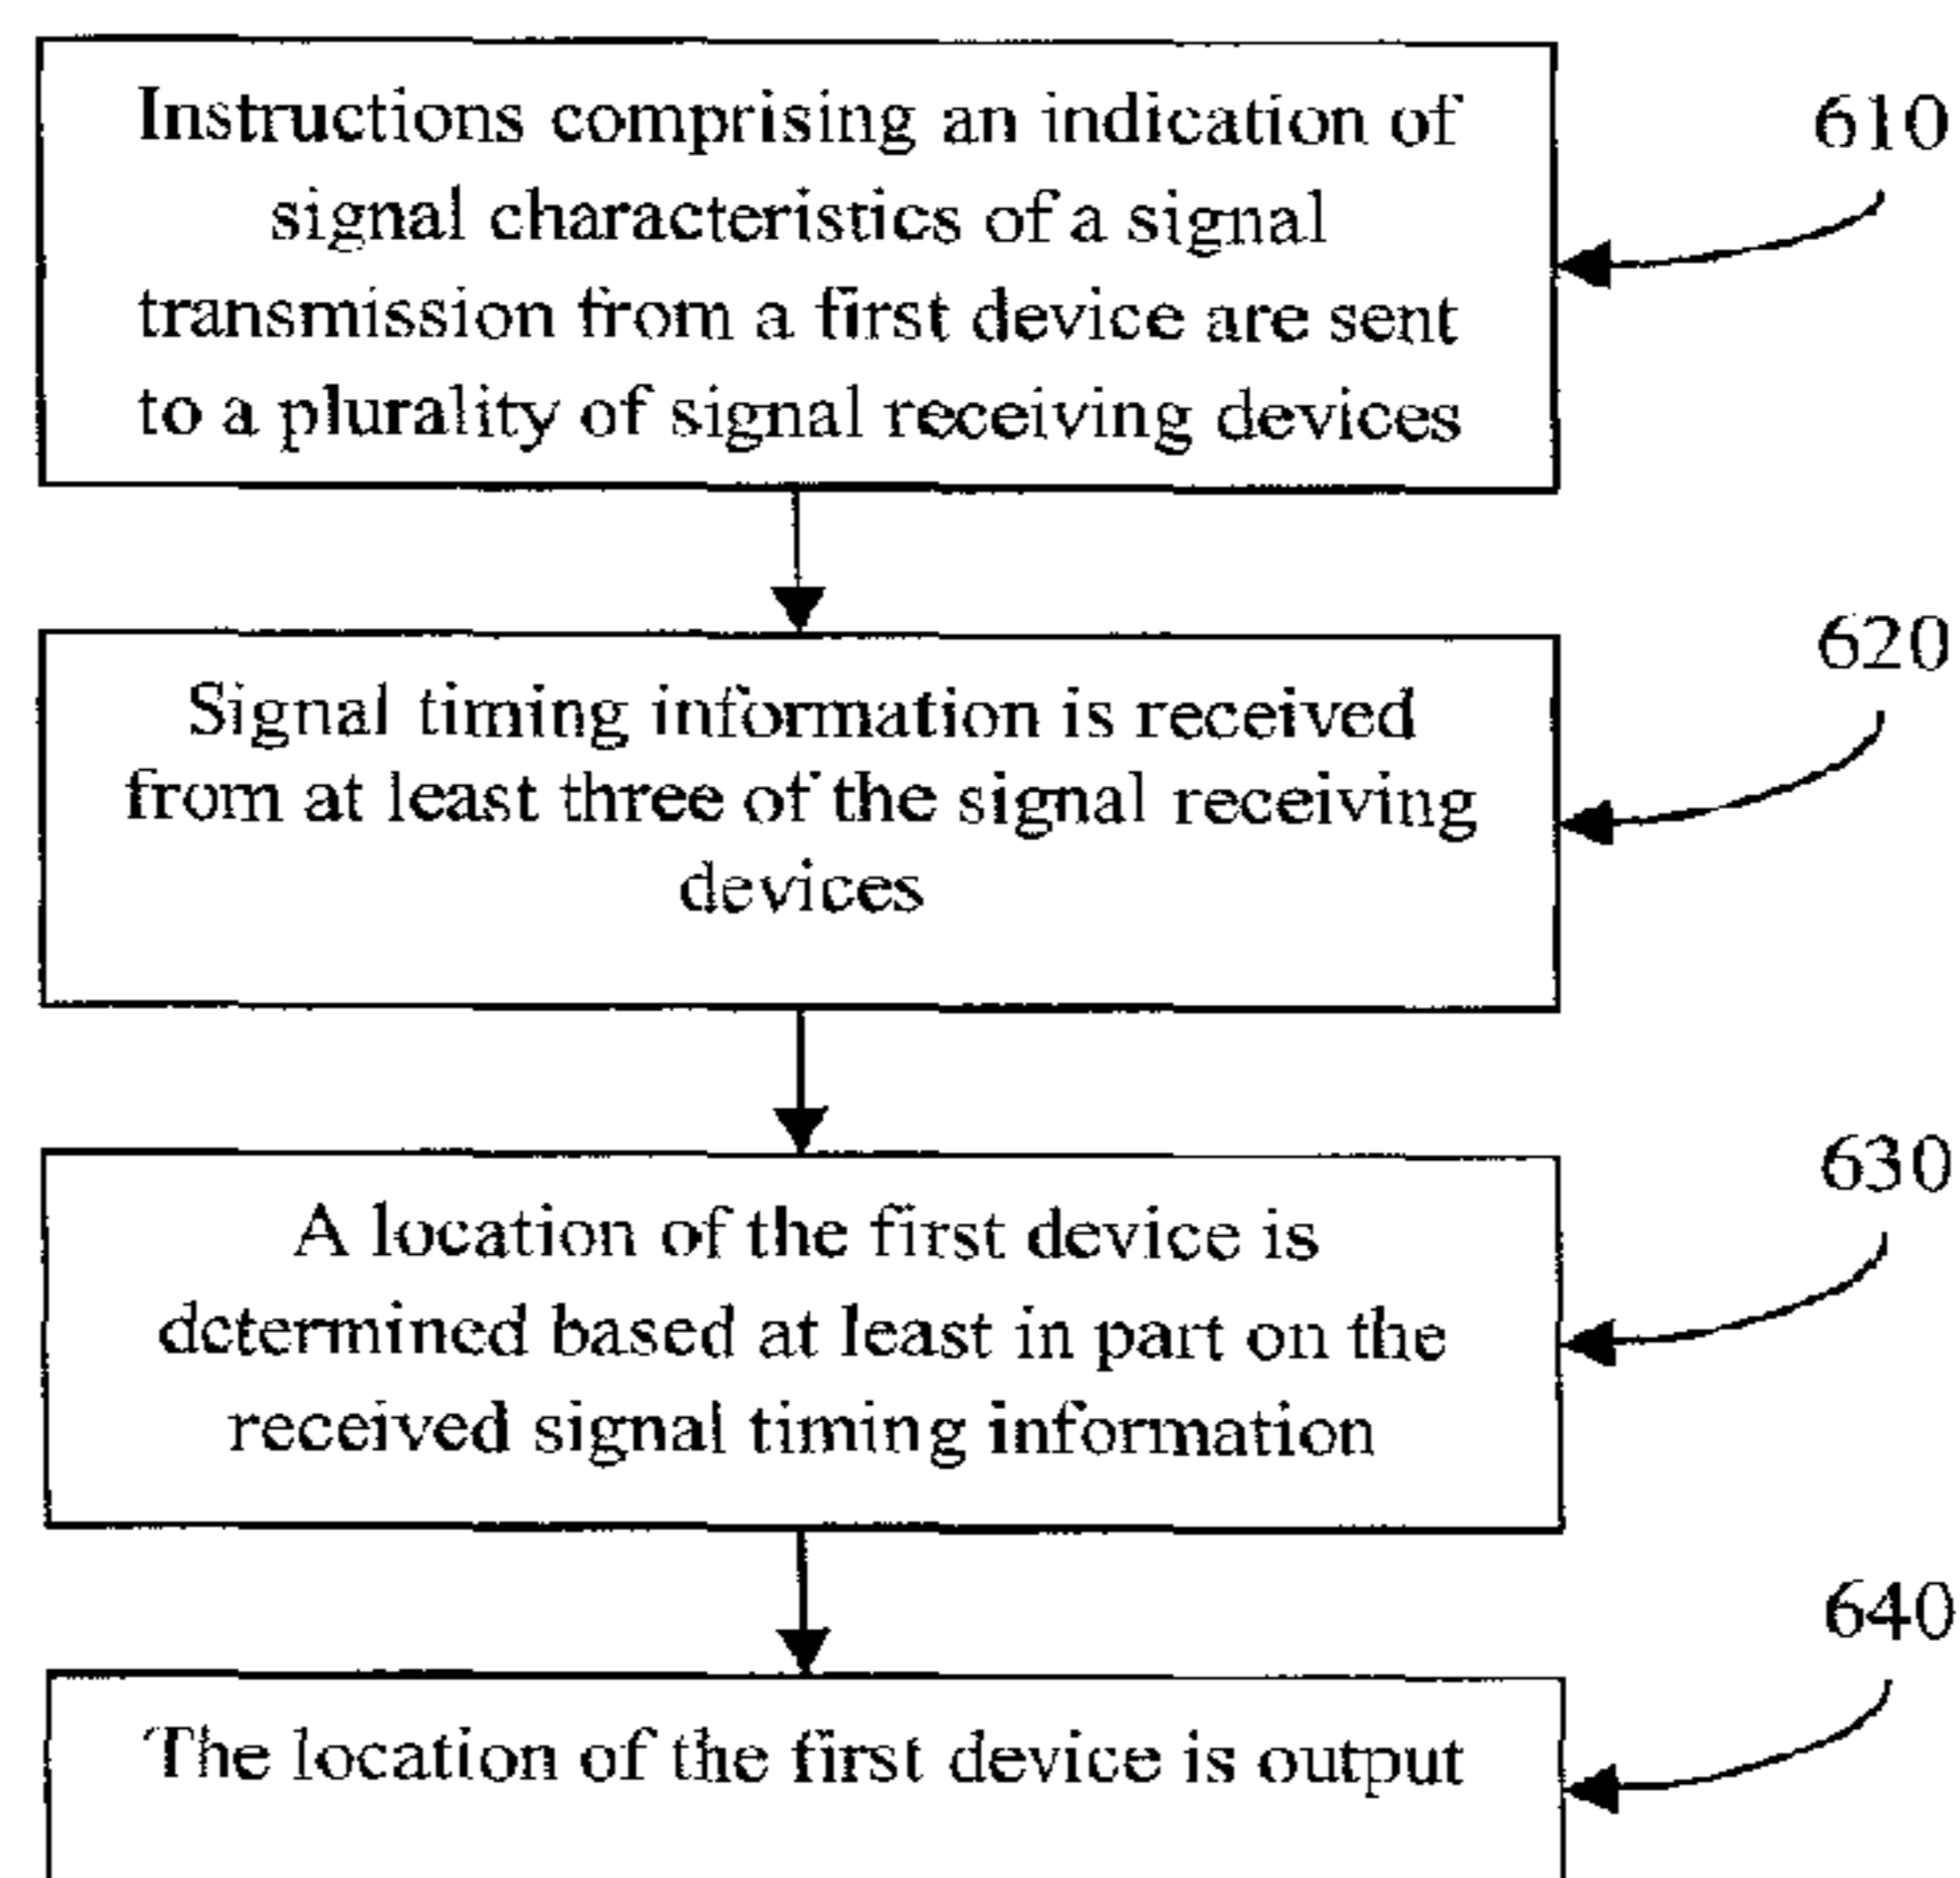 Instructions comprising an indication of
signal characteristics of a signal
transmission from a first device are sent
to a plurality of signal receiving devices
610
Signal timing information is received
from at least three of the signal receiving
devices
620
A location of the first device is
determined based at least in part on the
received signal timing information
630
The location of the first device is output
640